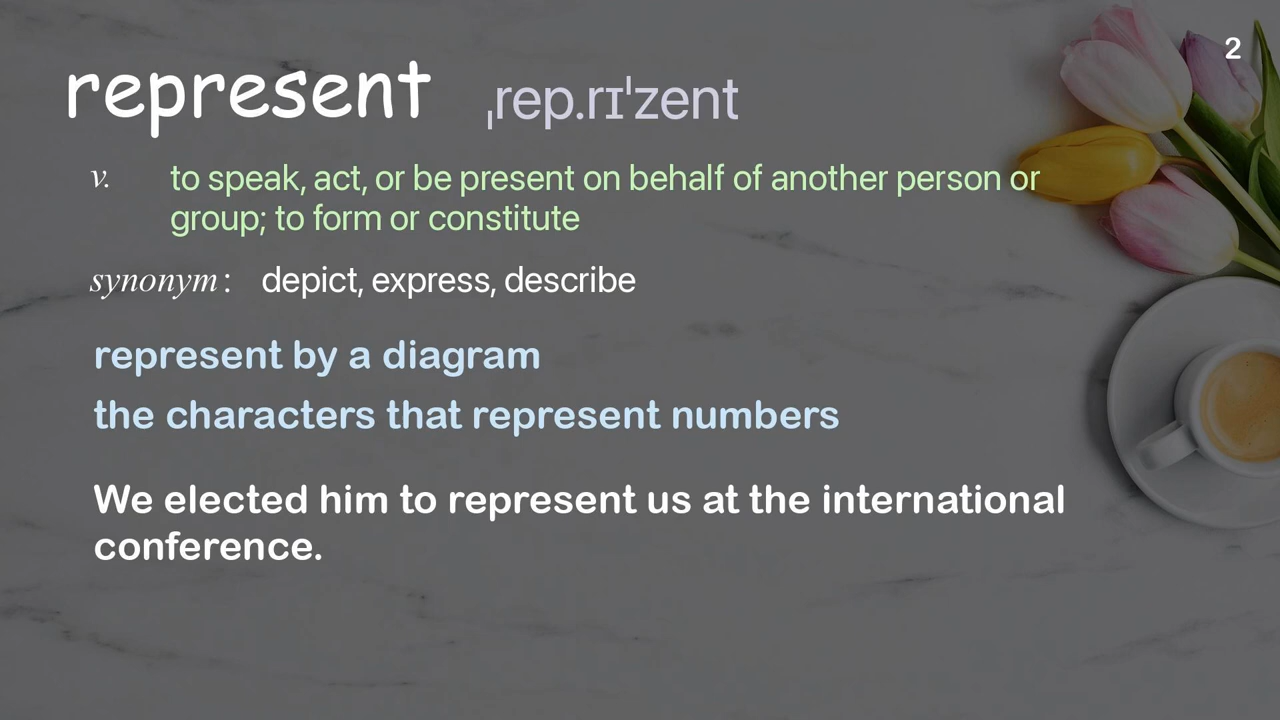 2
represent ˌrep.rɪˈzent
v. to speak, act, or be present on behalf of another person or
group; to form or constitute
synonym: depict, express, describe
represent by a diagram
the characters that represent numbers
We elected him to represent us at the international
conference.